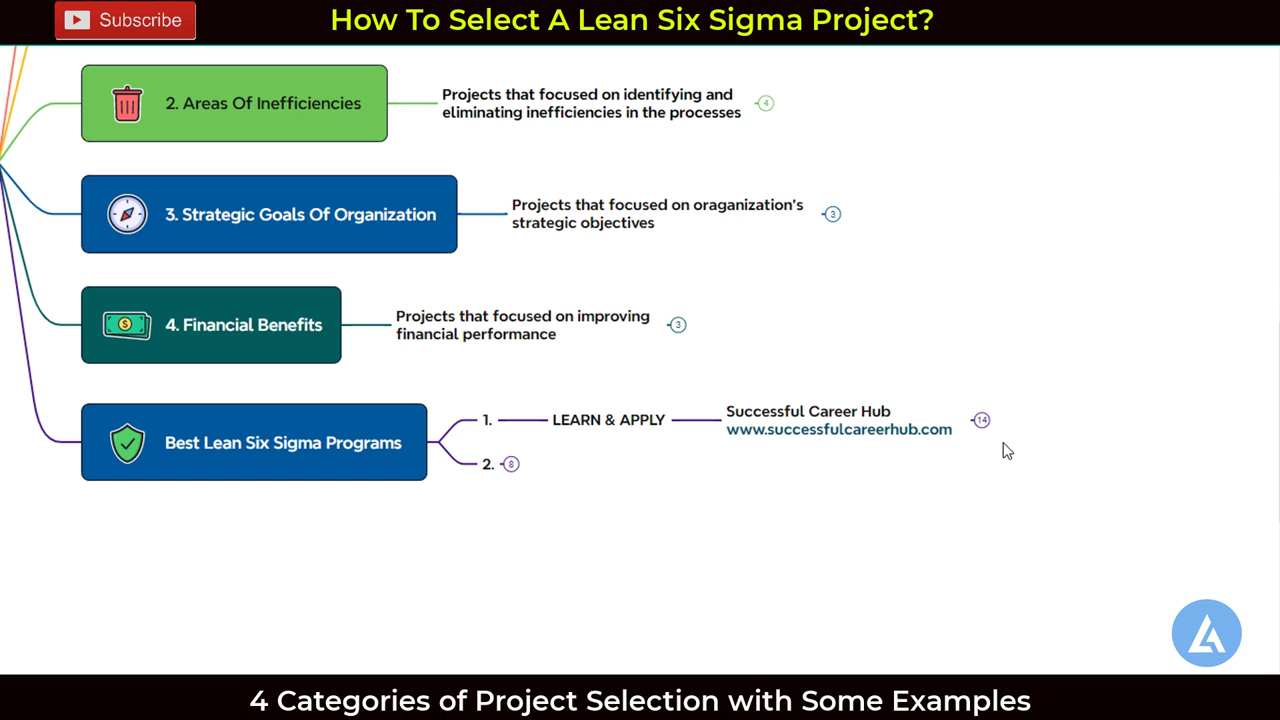 Subscribe
How To Select A Lean Six Sigma Project?
2. Areas Of Inefficiencies
Projects that focused on identifying and
eliminating inefficiencies in the processes
4
3. Strategic Goals Of Organization
Projects that focused on oraganization's
strategic objectives
3
4. Financial Benefits
Projects that focused on improving
financial performance
3
Best Lean Six Sigma Programs
1.
LEARN & APPLY
Successful Career Hub
www.successfulcareerhub.com
14
2.
8
4 Categories of Project Selection with Some Examples